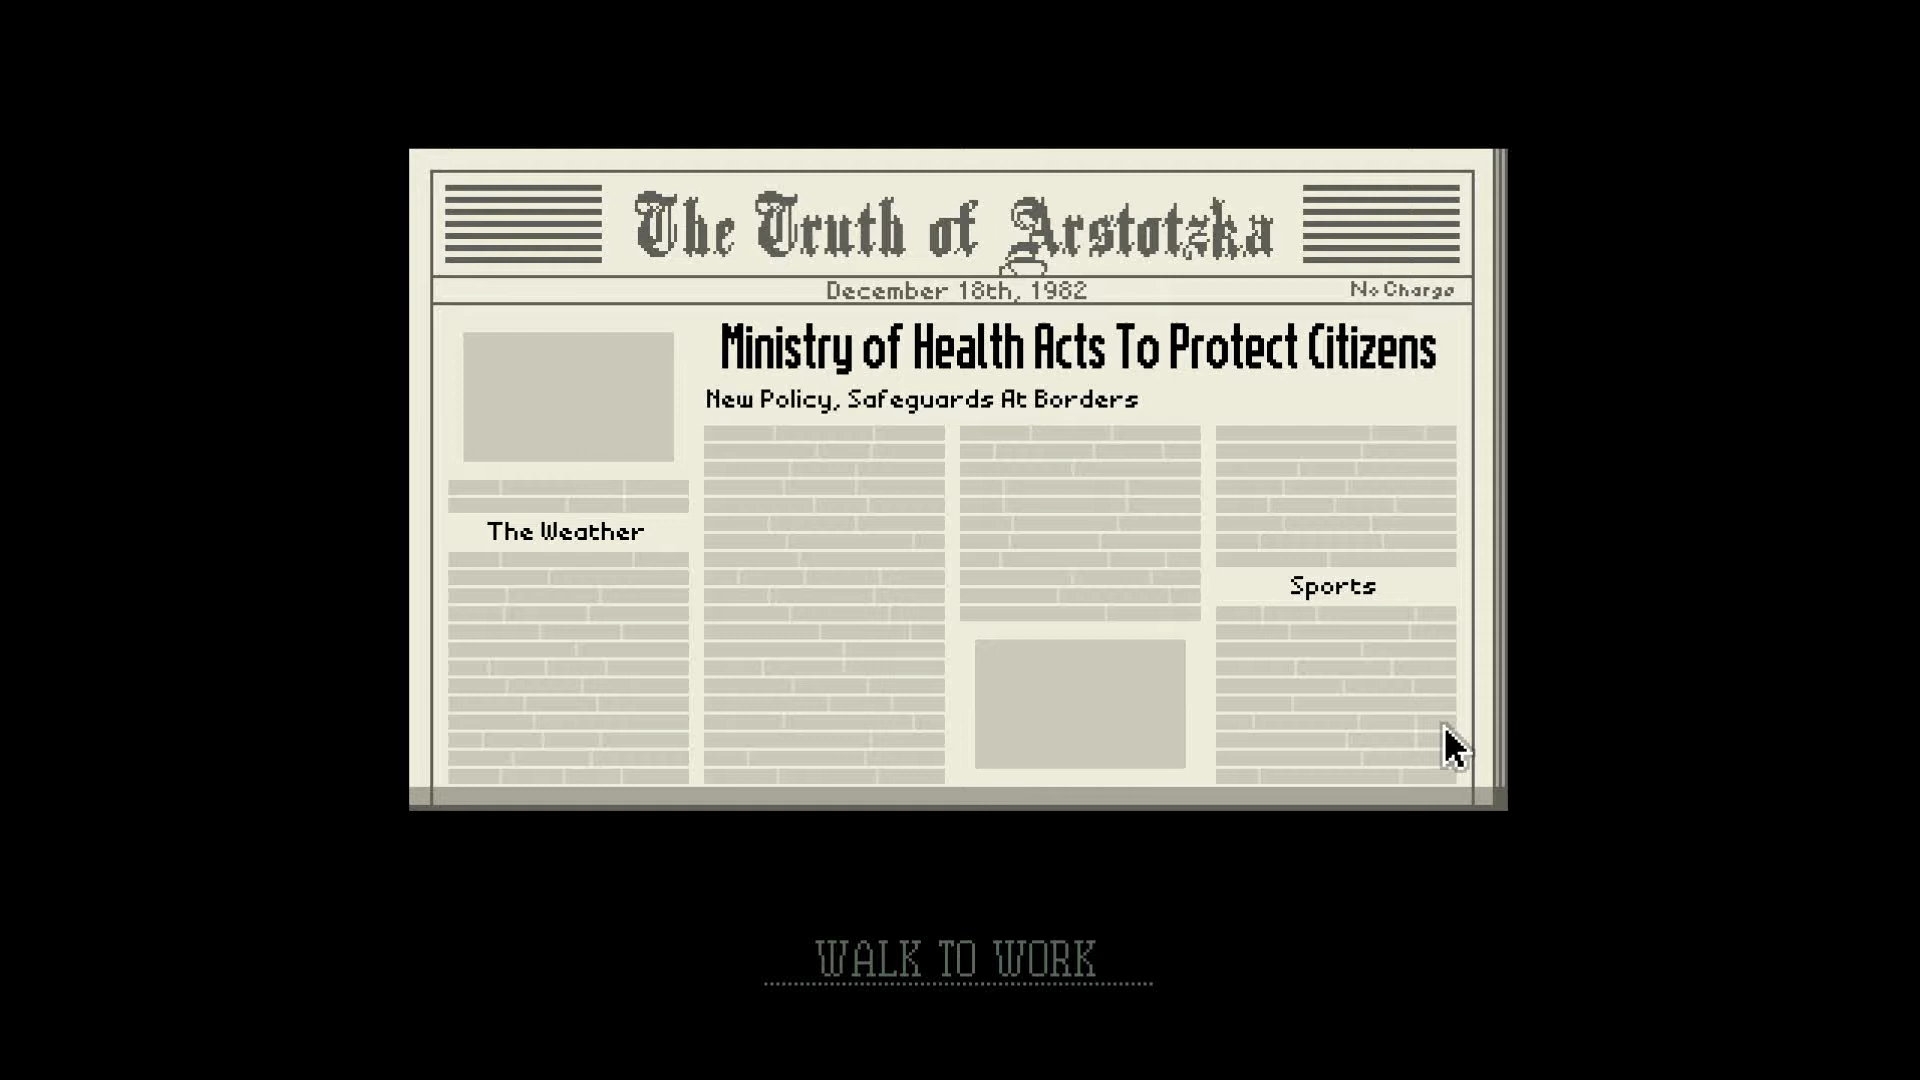 The Truth of Arstotzka
December 18th, 1982
No Charge
Ministry of Health Acts To Protect Citizens
New Policy, Safeguards At Borders
The Weather
Sports
WALK TO WORK